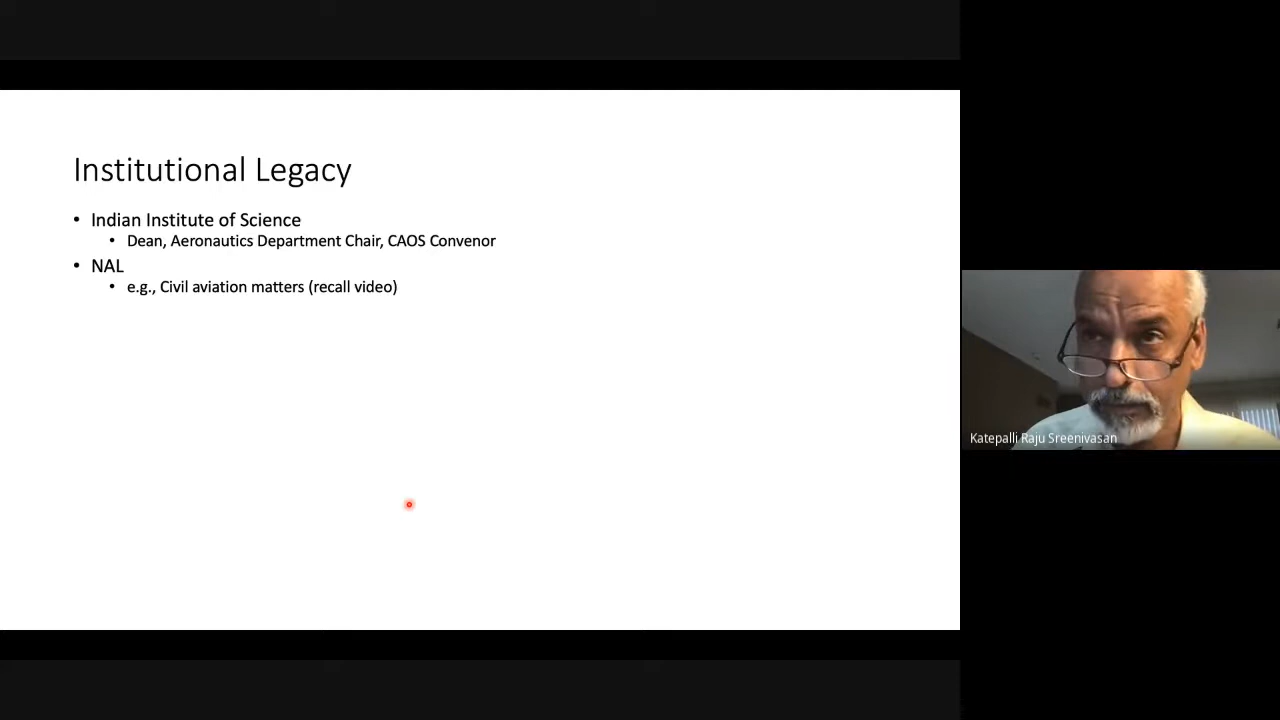 Institutional Legacy
• Indian Institute of Science
• Dean, Aeronautics Department Chair, CAOS Convenor
• NAL
• e.g., Civil aviation matters (recall video)
Katepalli Raju Sreenivasan